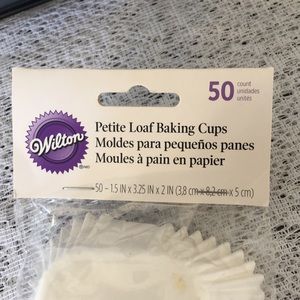 50 count
unidades
unités
Petite Loaf Baking Cups
Moldes para pequeños panes
Moules à pain en papier
Wilton
50 – 1.5 IN x 3.25 IN x 2 IN (3,8 cm x 8,2 cm x 5 cm)